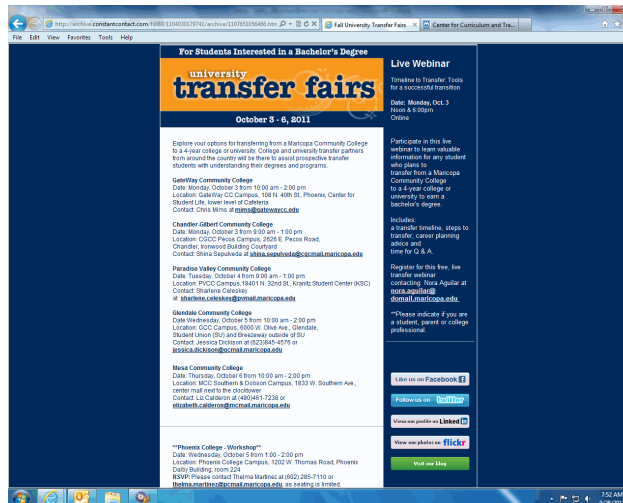 http://archive.constantcontact.com/fs080/1104030179741/archive/1107651056466.html
Fall University Transfer Fairs
Center for Curriculum and Tra...
File Edit View Favorites Tools Help
For Students Interested in a Bachelor's Degree
university
transfer fairs
October 3 - 6, 2011
Explore your options for transferring from a Maricopa Community College
to a 4-year college or university. College and university transfer partners
from around the country will be there to assist prospective transfer
students with understanding their degrees and programs.
GateWay Community College
Date: Monday, October 3 from 10:00 am - 2:00 pm
Location: GateWay CC Campus, 108 N. 40th St., Phoenix, Center for
Student Life, lower level of Cafeteria
Contact: Chris Mims at mims@gatewaycc.edu
Chandler-Gilbert Community College
Date: Monday, October 3 from 9:00 am - 1:00 pm
Location: CGCC Pecos Campus, 2626 E. Pecos Road,
Chandler, Ironwood Building Courtyard
Contact: Shina Sepulveda at shina.sepulveda@cgcmail.maricopa.edu
Paradise Valley Community College
Date: Tuesday, October 4 from 9:00 am - 1:00 pm
Location: PVCC Campus,18401 N. 32nd St., Kranitz Student Center (KSC)
Contact: Sharlene Celeskey
at sharlene.celeskey@pvmail.maricopa.edu
Glendale Community College
Date:Wednesday, October 5 from 10:00 am - 2:00 pm
Location: GCC Campus, 6000 W. Olive Ave., Glendale,
Student Union (SU) and Breezeway outside of SU
Contact: Jessica Dickison at (623)845-4576 or
jessica.dickison@gcmail.maricopa.edu
Mesa Community College
Date: Thursday, October 6 from 10:00 am - 2:00 pm
Location: MCC Southern & Dobson Campus, 1833 W. Southern Ave.,
center mall next to the clocktower
Contact: Liz Calderon at (480)461-7238 or
elizabeth.calderon@mcmail.maricopa.edu
**Phoenix College - Workshop**
Date: Wednesday, October 5 from 1:00 - 2:00 pm
Location: Phoenix College Campus, 1202 W. Thomas Road, Phoenix
Dalby Building, room 224
RSVP: Please contact Thelma Martinez at (602) 285-7110 or
thelma.martinez@pcmail.maricopa.edu, as seating is limited.
Live Webinar
Timeline to Transfer: Tools
for a successful transition
Date: Monday, Oct. 3
Noon & 6:00pm
Online
Participate in this live
webinar to learn valuable
information for any student
who plans to
transfer from a Maricopa
Community College
to a 4-year college or
university to earn a
bachelor's degree.
Includes:
a transfer timeline, steps to
transfer, career planning
advice and
time for Q & A.
Register for this free, live
transfer webinar
contacting Nora Aguilar at
nora.aguilar@
domail.maricopa.edu
**Please indicate if you are
a student, parent or college
professional.
Like us on Facebook
Follow us on twitter
View our profile on Linked in
View our photos on flickr
Visit our blog
7:52 AM